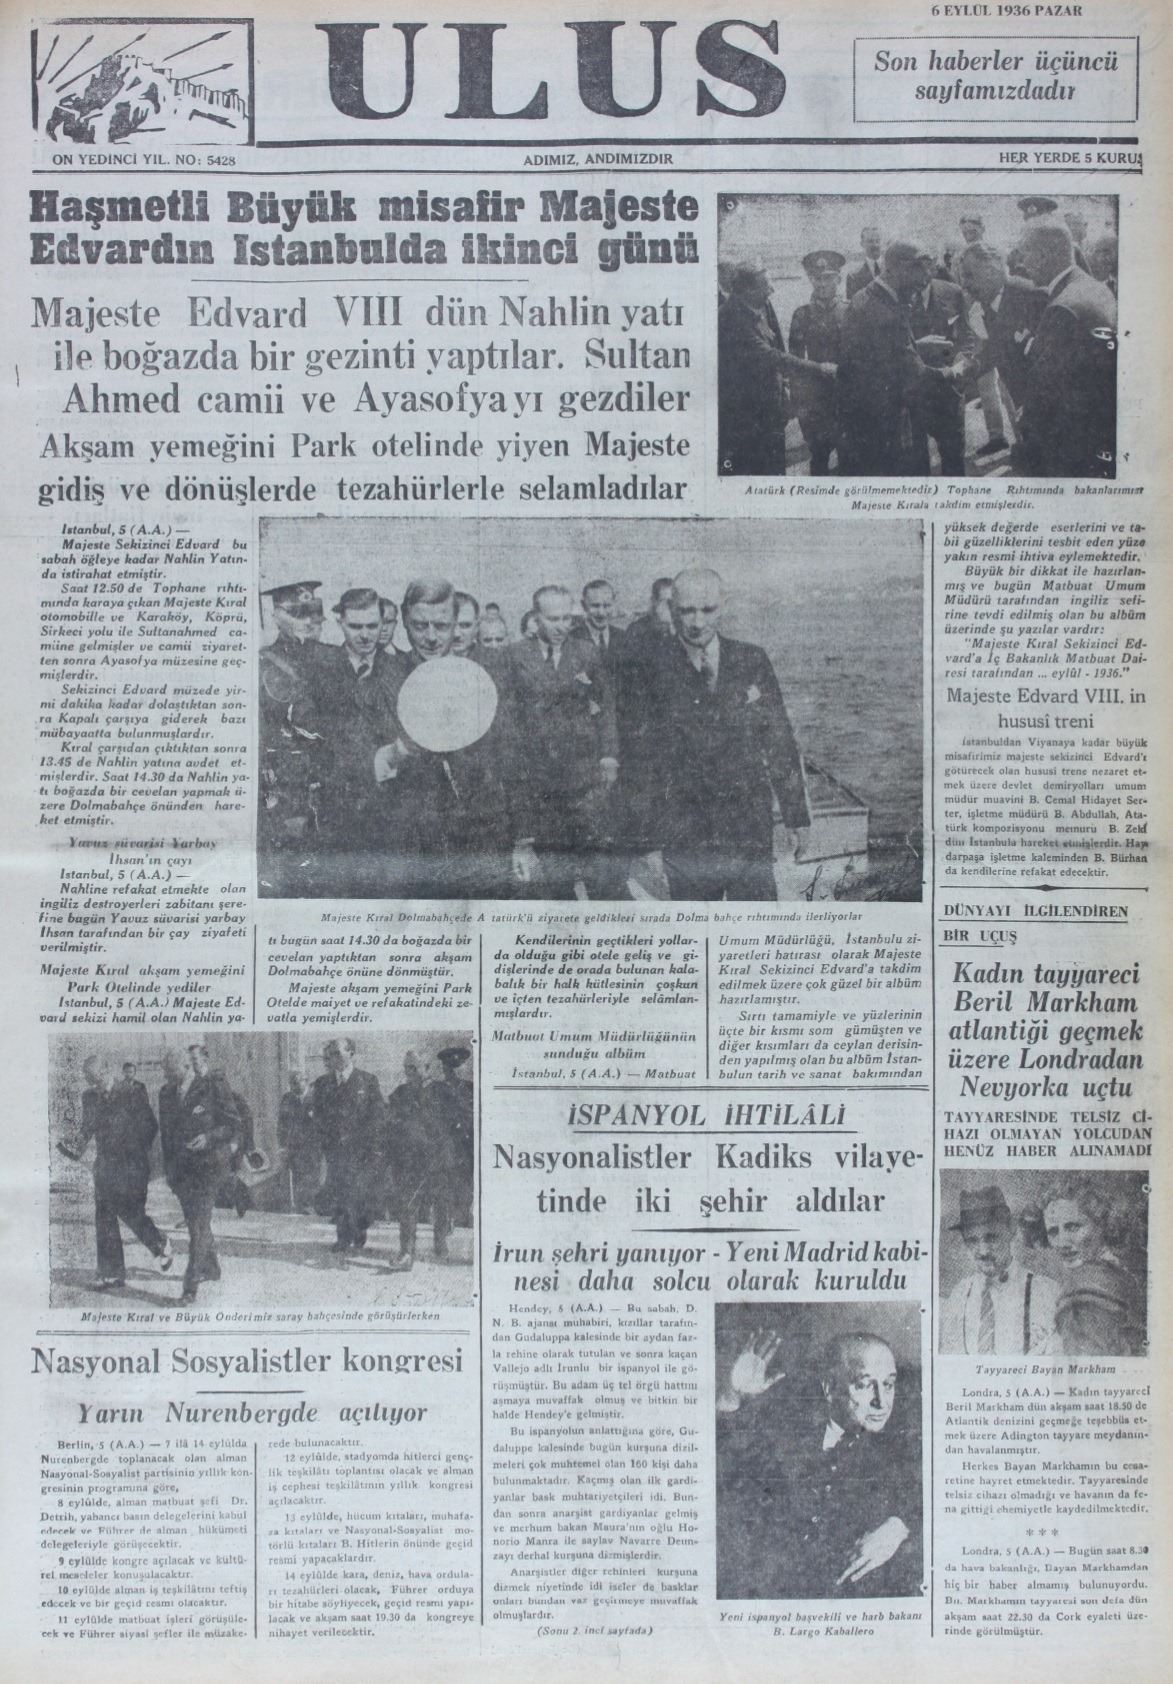 6 EYLÛL 1936 PAZAR
ULUS
Son haberler üçüncü
sayfamızdadır
ON YEDİNCİ YIL. NO: 5428
ADIMIZ, ANDIMIZDIR
HER YERDE 5 KURUŞ
Haşmetli Büyük misafir Majeste
Edvardın Istanbulda ikinci günü
Majeste Edvard VIII dün Nahlin yatı
ile boğazda bir gezinti yaptılar. Sultan
Ahmed camii ve Ayasofyayı gezdiler
Akşam yemeğini Park otelinde yiyen Majeste
gidiş ve dönüşlerde tezahürlerle selamladılar
Atatürk (Resimde görülmemektedir) Tophane Rıhtımında bakanlarımızı
Majeste Kırala takdim etmişlerdir.
Istanbul, 5 (A.A.) —
Majeste Sekizinci Edvard bu
sabah öğleye kadar Nahlin Yatın-
da istirahat etmiştir.
Saat 12.50 de Tophane rıhtı-
mında karaya çıkan Majeste Kıral
otomobille ve Karaköy, Köprü,
Sirkeci yolu ile Sultanahmed ca-
miine gelmişler ve camii ziyaret-
ten sonra Ayasofya müzesine geç-
mişlerdir.
Sekizinci Edvard müzede yir-
mi dakika kadar dolaştıktan son-
ra Kapalı çarşıya giderek bazı
mübayaatta bulunmuşlardır.
Kıral çarşıdan çıktıktan sonra
13.45 de Nahlin yatına avdet et-
mişlerdir. Saat 14.30 da Nahlin ya-
tı boğazda bir cevelan yapmak ü-
zere Dolmabahçe önünden hare-
ket etmiştir.
Yavuz süvarisi Yarbay
Ihsan'ın çayı
Istanbul, 5 (A.A.) —
Nahline refakat etmekte olan
ingiliz destroyerleri zabitanı şere-
fine bugün Yavuz süvarisi yarbay
Ihsan tarafından bir çay ziyafeti
verilmiştir.
Majeste Kıral akşam yemeğini
Park Otelinde yediler
Istanbul, 5 (A.A.) Majeste Ed-
vard sekizi hamil olan Nahlin ya-
Majeste Kıral Dolmabahçede A tatürk'ü ziyarete geldikleri sırada Dolma bahçe rıhtımında ilerliyorlar
tı bugün saat 14.30 da boğazda bir
cevelan yaptıktan sonra akşam
Dolmabahçe önüne dönmüştür.
Majeste akşam yemeğini Park
Otelde maiyet ve refakatindeki ze-
vatla yemişlerdir.
Kendilerinin geçtikleri yollar-
da olduğu gibi otele geliş ve gi-
dişlerinde de orada bulunan kala-
balık bir halk kütlesinin çoşkun
ve içten tezahürleriyle selâmlan-
mışlardır.
Matbuat Umum Müdürlüğünün
sunduğu albüm
İstanbul, 5 (A.A.) — Matbuat
Umum Müdürlüğü, İstanbulu zi-
yaretleri hatırası olarak Majeste
Kıral Sekizinci Edvard'a takdim
edilmek üzere çok güzel bir albüm
hazırlamıştır.
Sırtı tamamiyle ve yüzlerinin
üçte bir kısmı som gümüşten ve
diğer kısımları da ceylan derisin-
den yapılmış olan bu albüm İstan-
bulun tarih ve sanat bakımından
yüksek değerde eserlerini ve ta-
bii güzelliklerini tesbit eden yüze
yakın resmi ihtiva eylemektedir.
Büyük bir dikkat ile hazırlan-
mış ve bugün Matbuat Umum
Müdürü tarafından ingiliz sefi-
rine tevdi edilmiş olan bu albüm
üzerinde şu yazılar vardır:
"Majeste Kıral Sekizinci Ed-
vard'a İç Bakanlık Matbuat Dai-
resi tarafından ... eylûl - 1936."
Majeste Edvard VIII. in
hususî treni
İstanbuldan Viyanaya kadar büyük
misafirimiz majeste sekizinci Edvard'ı
götürecek olan hususi trene nezaret et-
mek üzere devlet demiryolları umum
müdür muavini B. Cemal Hidayet Ser-
ter, işletme müdürü B. Abdullah, Ata-
türk kompozisyonu memuru B. Zeki
dün İstanbula hareket etmişlerdir. Hay
darpaşa işletme kaleminden B. Bürhan
da kendilerine refakat edecektir.
DÜNYAYI İLGİLENDİREN
BİR UÇUŞ
Kadın tayyareci
Beril Markham
atlantiği geçmek
üzere Londradan
Nevyorka uçtu
TAYYARESİNDE TELSİZ Cİ-
HAZI OLMAYAN YOLCUDAN
HENÜZ HABER ALINAMADI
Tayyareci Bayan Markham
Londra, 5 (A.A.) — Kadın tayyareci
Beril Markham dün akşam saat 18.50 de
Atlantik denizini geçmeğe teşebbüs et-
mek üzere Adington tayyare meydanın-
dan havalanmıştır.
Herkes Bayan Markhamın bu cesa-
retine hayret etmektedir. Tayyaresinde
telsiz cihazı olmadığı ve havanın da fe-
na gittiği ehemiyetle kaydedilmektedir.
* * *
Londra, 5 (A.A.) — Bugün saat 8.30
da hava bakanlığı, Bayan Markhamdan
hiç bir haber almamış bulunuyordu.
Bn. Markhamın tayyaresi son defa dün
akşam saat 22.30 da Cork eyaleti üze-
rinde görülmüştür.
Majeste Kıral ve Büyük Önderimiz saray bahçesinde görüşürlerken
Nasyonal Sosyalistler kongresi
Yarın Nurenbergde açılıyor
Berlin, 5 (A.A.) — 7 ilâ 14 eylûlda
Nurenbergde toplanacak olan alman
Nasyonal-Sosyalist partisinin yıllık kon-
gresinin programına göre,
8 eylûlde, alman matbuat şefi Dr.
Detrih, yabancı basın delegelerini kabul
edecek ve Führer de alman hükûmeti
delegeleriyle görüşecektir.
9 eylûlde kongre açılacak ve kültü-
rel meseleler konuşulacaktır.
10 eylûlde alman iş teşkilâtını teftiş
edecek ve bir geçid resmi olacaktır.
11 eylûlde matbuat işleri görüşüle-
cek ve Führer siyasî şefler ile müzake-
rede bulunacaktır.
12 eylûlde, stadyomda hitlerci genç-
lik teşkilâtı toplantısı olacak ve alman
iş cephesi teşkilâtının yıllık kongresi
açılacaktır.
13 eylûlde, hücum kıtaları, muhafa-
za kıtaları ve Nasyonal-Sosyalist mo-
törlü kıtaları B. Hitlerin önünde geçid
resmi yapacaklardır.
14 eylûlde kara, deniz, hava ordula-
rı tezahürleri olacak, Führer orduya
bir hitabe söyliyecek, geçid resmi yapı-
lacak ve akşam saat 19.30 da kongreye
nihayet verilecektir.
İSPANYOL İHTİLÂLİ
Nasyonalistler Kadiks vilaye-
tinde iki şehir aldılar
İrun şehri yanıyor - Yeni Madrid kabi-
nesi daha solcu olarak kuruldu
Hendey, 5 (A.A.) — Bu sabah, D.
N. B. ajansı muhabiri, kızıllar tarafın-
dan Gudaluppa kalesinde bir aydan faz-
la rehine olarak tutulan ve sonra kaçan
Vallejo adlı Irunlu bir ispanyol ile gö-
rüşmüştür. Bu adam üç tel örgü hattını
aşmaya muvaffak olmuş ve bitkin bir
halde Hendey'e gelmiştir.
Bu ispanyolun anlattığına göre, Gu-
daluppe kalesinde bugün kurşuna dizil-
meleri çok muhtemel olan 160 kişi daha
bulunmaktadır. Kaçmış olan ilk gardi-
yanlar bask muhtariyetçileri idi. Bun-
dan sonra anarşist gardiyanlar gelmiş
ve merhum bakan Maura'nın oğlu Ho-
norio Manra ile saylav Navarre Deun-
zayı derhal kurşuna dizmişlerdir.
Anarşistler diğer rehinleri kurşuna
dizmek niyetinde idi iseler de basklar
onları bundan vaz geçirmeye muvaffak
olmuşlardır.
(Sonu 2. inci sayfada)
Yeni ispanyol başvekili ve harb bakanı
B. Largo Kaballero